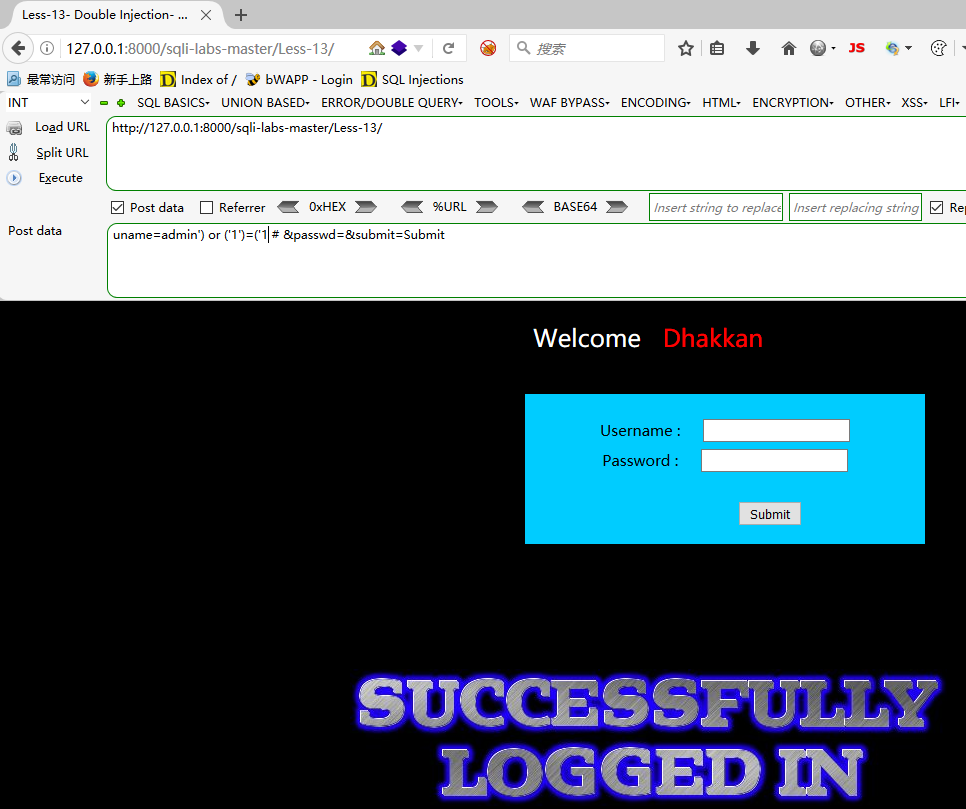 Less-13- Double Injection- ...
127.0.0.1:8000/sqli-labs-master/Less-13/
搜索
JS
最常访问 新手上路 Index of / bWAPP - Login SQL Injections
INT SQL BASICS UNION BASED ERROR/DOUBLE QUERY TOOLS WAF BYPASS ENCODING HTML ENCRYPTION OTHER XSS LFI
Load URL http://127.0.0.1:8000/sqli-labs-master/Less-13/
Split URL
Execute
Post data Referrer 0xHEX %URL BASE64 Insert string to replace Insert replacing string Rep
Post data uname=admin') or ('1')=('1 # &passwd=&submit=Submit
Welcome Dhakkan
Username :
Password :
Submit
SUCCESSFULLY
LOGGED IN